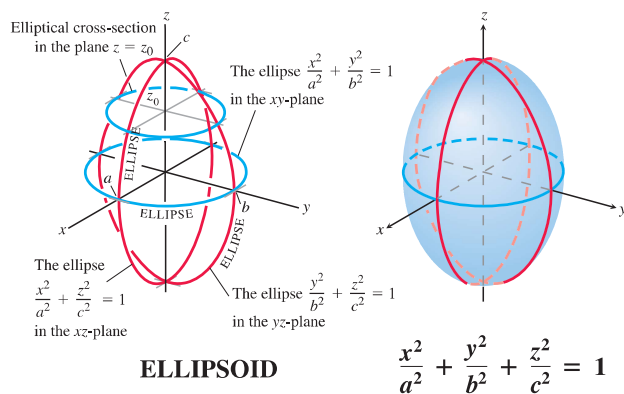 z
Elliptical cross-section
in the plane z = z₀
c
z₀
The ellipse x²/a² + y²/b² = 1
in the xy-plane
ELLIPSE
a
b
ELLIPSE
y
x
ELLIPSE
The ellipse
x²/a² + z²/c² = 1
in the xz-plane
The ellipse y²/b² + z²/c² = 1
in the yz-plane
z
y
x
ELLIPSOID
x²/a² + y²/b² + z²/c² = 1